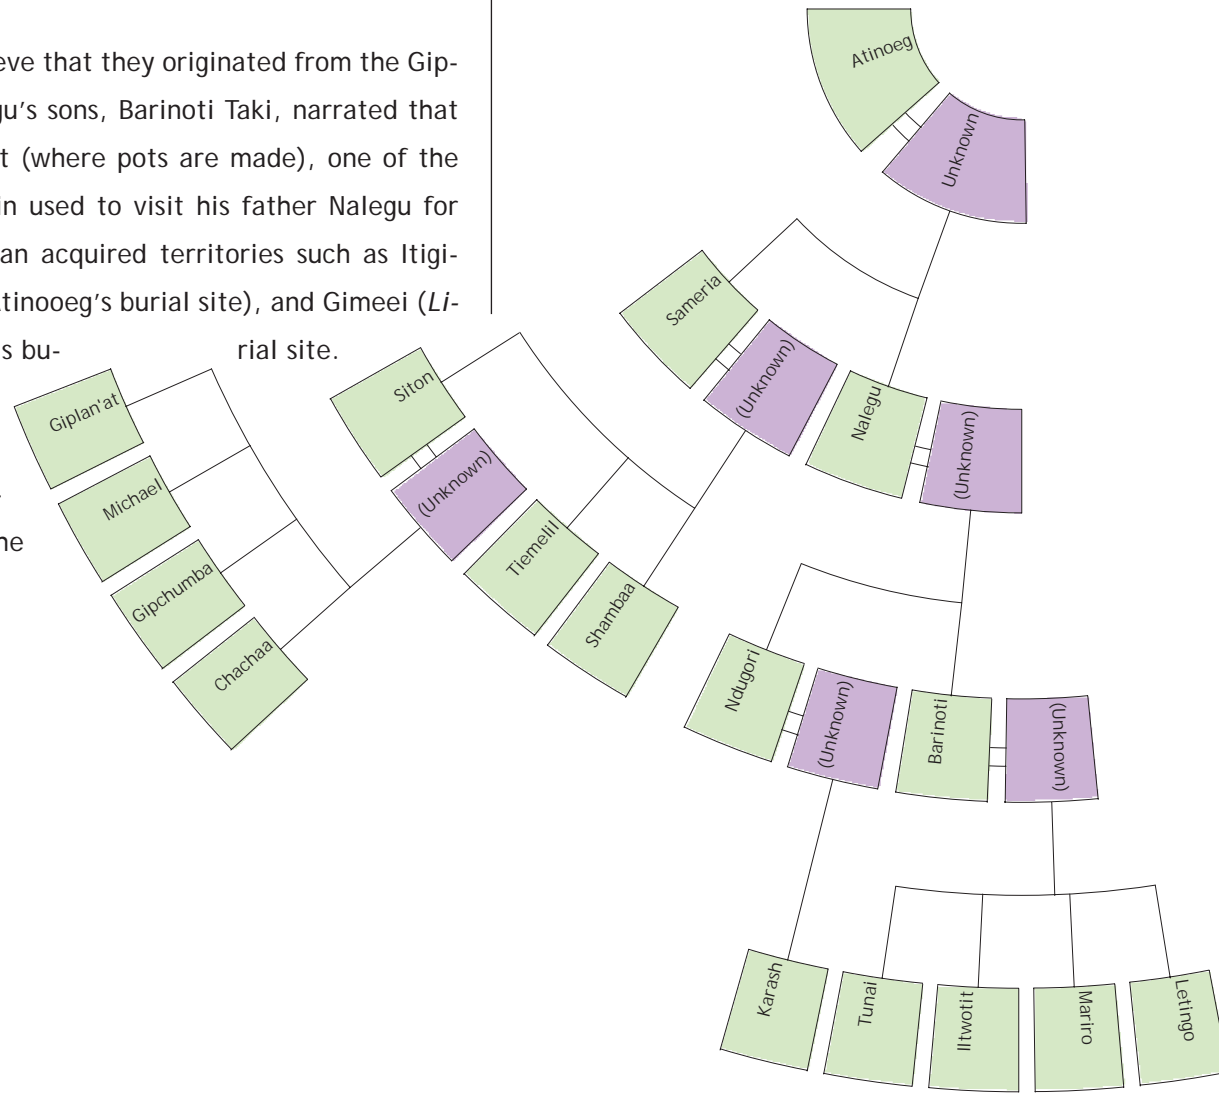 eve that they originated from the Gip-
gu's sons, Barinoti Taki, narrated that
t (where pots are made), one of the
in used to visit his father Nalegu for
an acquired territories such as Itigi-
Atinooeg's burial site), and Gimeei (Li-
s bu- rial site.
ne
Atinoeg
Unknown
Sameria
(Unknown)
Nalegu
(Unknown)
Siton
(Unknown)
Tiemelil
Shambaa
Giplan'at
Michael
Gipchumba
Chachaa
Ndugori
(Unknown)
Barinoti
(Unknown)
Karash
Tunai
Iltwotit
Mariro
Letingo